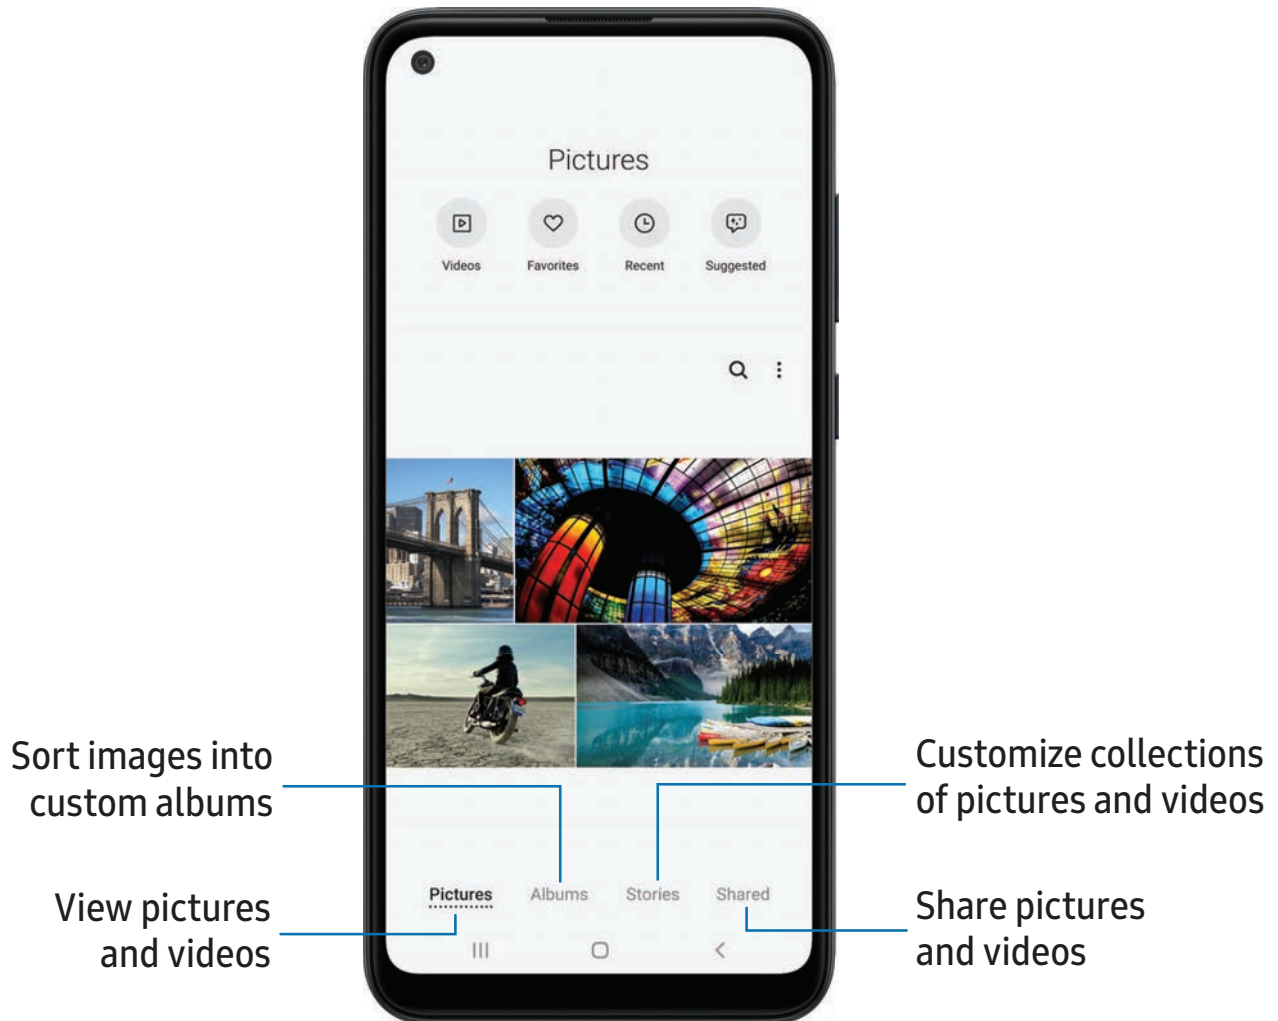 Pictures
Videos
Favorites
Recent
Suggested
Sort images into
custom albums
Customize collections
of pictures and videos
Pictures
Albums
Stories
Shared
View pictures
and videos
Share pictures
and videos